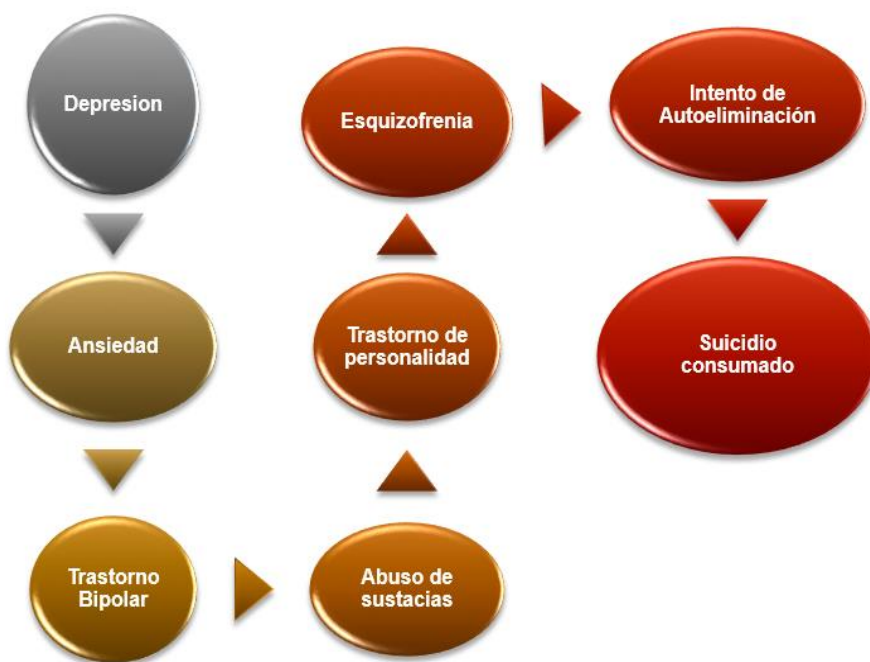 Depresion
Ansiedad
Trastorno
Bipolar
Abuso de
sustacias
Trastorno de
personalidad
Esquizofrenia
Intento de
Autoeliminación
Suicidio
consumado